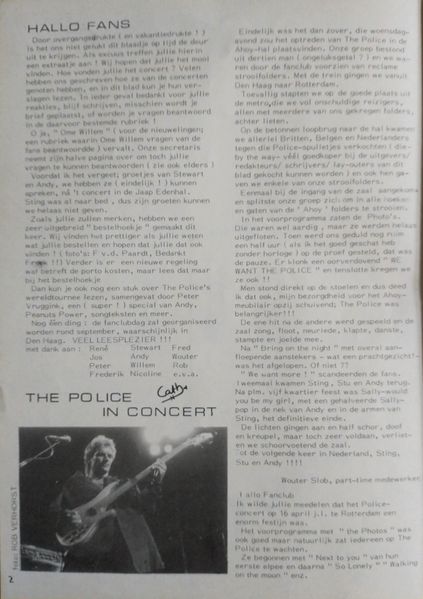 HALLO FANS
Door overgangsdrukte ( en vakantiedrukte ! )
is het ons niet gelukt dit blaadje op tijd de deur
uit te krijgen. Als excuus treffen jullie hierin
een extraatje aan ! Wij hopen dat jullie het mooi
vinden. Hoe vonden jullie het concert ? Velen
hebben ons geschreven hoe ze van de concerten
genoten hebben, en in dit blad kun je hun ver-
slagen lezen. In ieder geval bedankt voor jullie
reakties, blijf schrijven, misschien wordt je
brief geplaatst, of worden je vragen beantwoord
in de daarvoor bestemde rubriek !
O ja, " One Willem " ( voor de nieuwelingen;
een rubriek waarin One Willem vragen van de
fans beantwoordde ) vervalt. Onze secretaris
neemt zijn halve pagina over en toch jullie
vragen te kunnen beantwoorden ( zie ook elders )
Voordat ik het vergeet; groetjes van Stewart
en Andy, we hebben ze ( eindelijk ! ) kunnen
spreken, ná 't concert in de Jaap Edenhal.
Sting was al naar bed , dus zijn groeten kunnen
we helaas niet geven.
Zoals jullie zullen merken, hebben we een
zeer uitgebreid " bestelhoekje " gemaakt dit
keer. Wij vinden het prettiger als jullie weten
wat jullie bestellen en hopen dat jullie dat ook
vinden ! ( foto's: F v.d. Paardt, Bedankt
!!) Verder is er een nieuwe regeling
wat betreft de porto kosten, maar lees dat maar
bij het bestelhoekje
Dan kun je ook nog een stuk over The Police's
wereldtournee lezen, samengevat door Peter
Vruggink, een ( super ! ) special van Andy,
Peanuts Power, songteksten en meer.
Nog één ding : de fanclubdag zal georganiseerd
worden rond september, waarschijnlijk in
Den Haag. VEEL LEESPLEZIER !!!
met dank aan : René Stewart Fred
Jos Andy Wouter
Peter Willem Rob
Frederik Nicoline e.v.a.
Cathy
THE POLICE
IN CONCERT
foto: ROB VERHORST
2
Eindelijk was het dan zover, die woensdag-
avond zou het optreden van The Police in de
Ahoy-hal plaatsvinden. Onze groep bestond
uit dertien man ( ongeluksgetal ? ) en we wa-
ren door de fanclub voorzien van reclame
strooifolders. Met de trein gingen we vanuit
Den Haag naar Rotterdam.
Toevallig stapten we op de goede plaats uit
de metro, die we vol onschuldige reizigers,
allen met meerdere van ons gekregen folders,
achter lieten.
Op de betonnen loopbrug naar de hal kwamen
we allerlei Britten, Belgen en Nederlanders
tegen die Police-spulletjes verkochten ( die-
by the way- véél goedkoper bij de uitgevers/
redakteurs/ schrijvers/ lay-outers van dit
blad gekocht kunnen worden ) en ook hen ga-
ven we enkele van onze strooifolders.
Eenmaal bij de ingang van de zaal aangekomen
en splitste onze groep zich om in alle hoeken
en gaten van de " Ahoy " folders te strooien.
In het voorprogramma zaten de Photo's.
Die waren wel aardig , maar ze werden helaas
uitgefloten. Toen werd ons geduld nog ruim
een half uur ( als ik het goed geschat heb
zonder horloge ) op de proef gesteld, dat was
de pauze. Er klonk een oorverdovend " WE
WANT THE POLICE " en tenslotte kregen we
ze ook !!
Men stond direkt op de stoelen en dus deed
ik dat ook, mijn bezorgdheid voor het Ahoy-
meubilair opzij schuivend; The Police was
belangrijker!!!
De ene hit na de andere werd gespeeld en de
zaal zong, floot, neuriede, klapte, danste,
stampte en joelde mee.
Na " Bring on the night " met overal aan-
floepende aanstekers - wat een prachtgezicht!-
was het afgelopen. Of niet ?!
" We want more ! " scandeerden de fans.
Tweemaal kwamen Sting, Stu en Andy terug.
Na plm. vijf kwartier feest was Sally-would
you be my girl, met een gehalveerde Sally-
pop in de nek van Andy en in de armen van
Sting, het definitieve einde.
De lichten gingen aan en half schor, doof
en kreupel, maar toch zeer voldaan, verliet-
en we schoorvoetend de zaal.
Tot de volgende keer in Nederland, Sting,
Stu en Andy !!!!
Wouter Slob, part-time medewerker
allo Fanclub
Ik wilde jullie meedelen dat het Police-
concert op 16 april j.l. te Rotterdam een
enorm festijn was.
Het voorprogramma met " the Photos " was
ook goed maar natuurlijk zat iedereen op The
Police te wachten.
Ze begonnen met " Next to you " van hun
eerste elpee en daarna " So Lonely " " Walking
on the moon " enz.